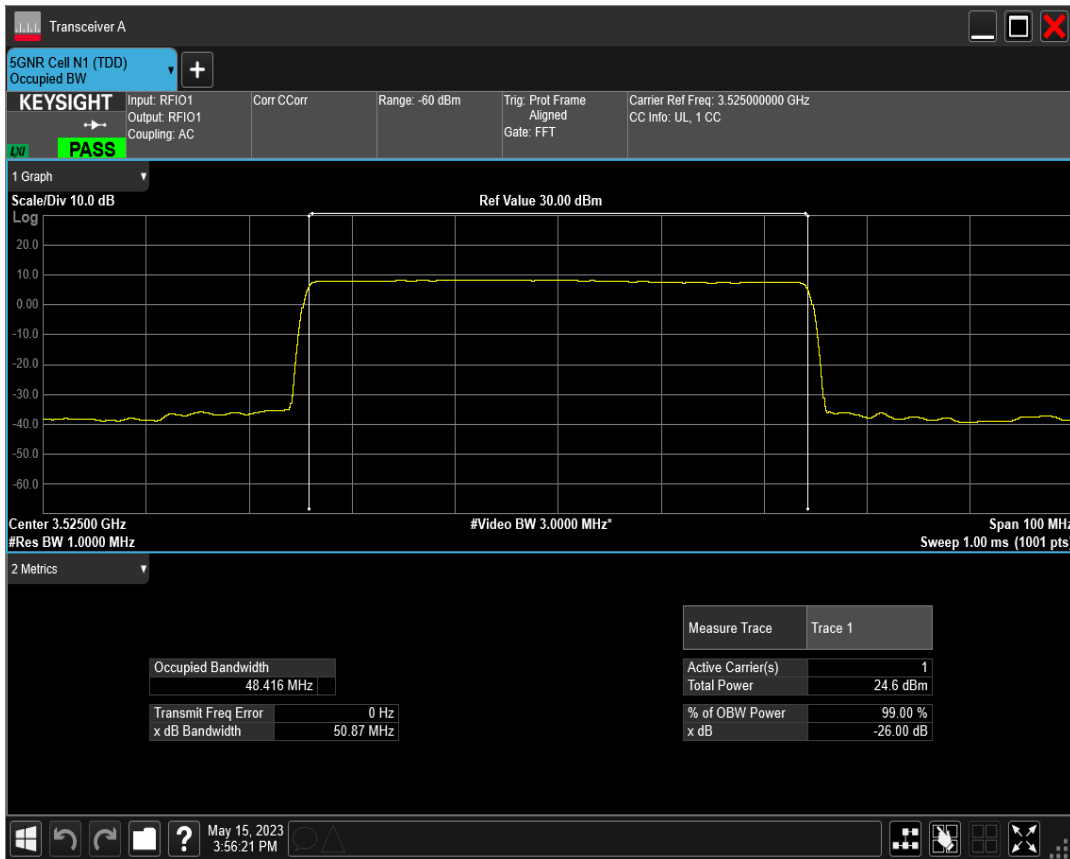 Transceiver A
5GNR Cell N1 (TDD)
Occupied BW
KEYSIGHT
LXI
PASS
Input: RFIO1
Output: RFIO1
Coupling: AC
Corr CCorr
Range: -60 dBm
Trig: Prot Frame
Aligned
Gate: FFT
Carrier Ref Freq: 3.525000000 GHz
CC Info: UL, 1 CC
1 Graph
Scale/Div 10.0 dB
Ref Value 30.00 dBm
Log
20.0
10.0
0.00
-10.0
-20.0
-30.0
-40.0
-50.0
-60.0
Center 3.52500 GHz
#Video BW 3.0000 MHz*
Span 100 MHz
#Res BW 1.0000 MHz
Sweep 1.00 ms (1001 pts)
2 Metrics
Measure Trace Trace 1
Occupied Bandwidth
48.416 MHz
Active Carrier(s) 1
Total Power 24.6 dBm
Transmit Freq Error 0 Hz
x dB Bandwidth 50.87 MHz
% of OBW Power 99.00 %
x dB -26.00 dB
?
May 15, 2023
3:56:21 PM